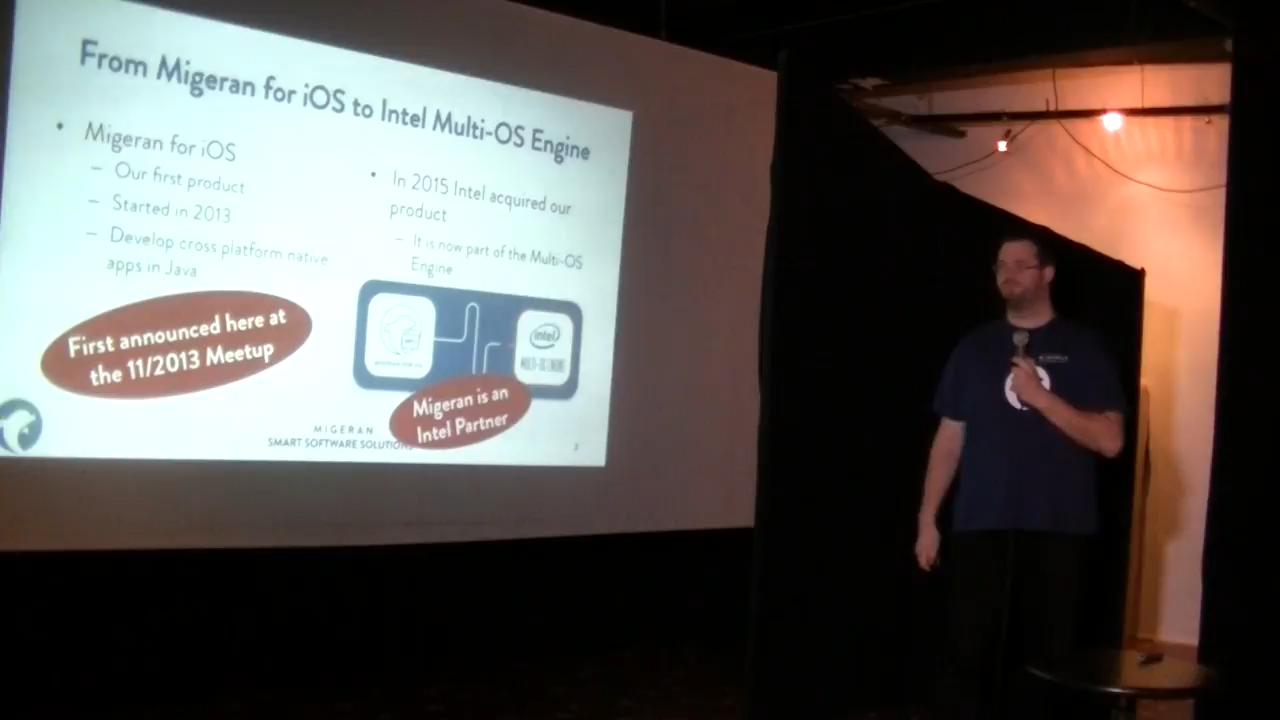 From Migeran for iOS to Intel Multi-OS Engine
• Migeran for iOS
– Our first product
– Started in 2013
– Develop cross platform native
apps in Java
First announced here at
the 11/2013 Meetup
• In 2015 Intel acquired our
product
– It is now part of the Multi-OS
Engine
intel
MULTI-OS ENGINE
Migeran is an
Intel Partner
MIGERAN
SMART SOFTWARE SOLUTIONS